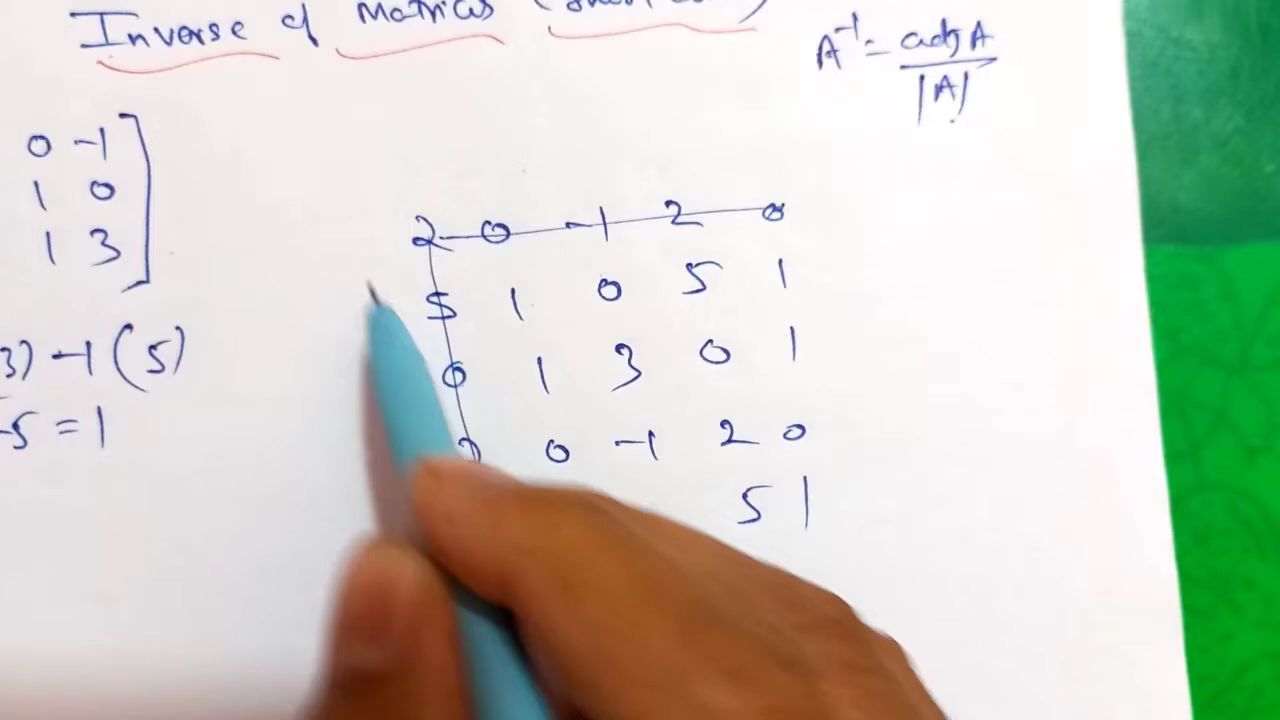 Inverse of Matrices
A⁻¹ = adj A / |A|
0 -1
1 0
1 3
3) -1 (5)
-5 = 1
2 0 -1 2 0
5 1 0 5 1
0 1 3 0 1
2 0 -1 2 0
5 1